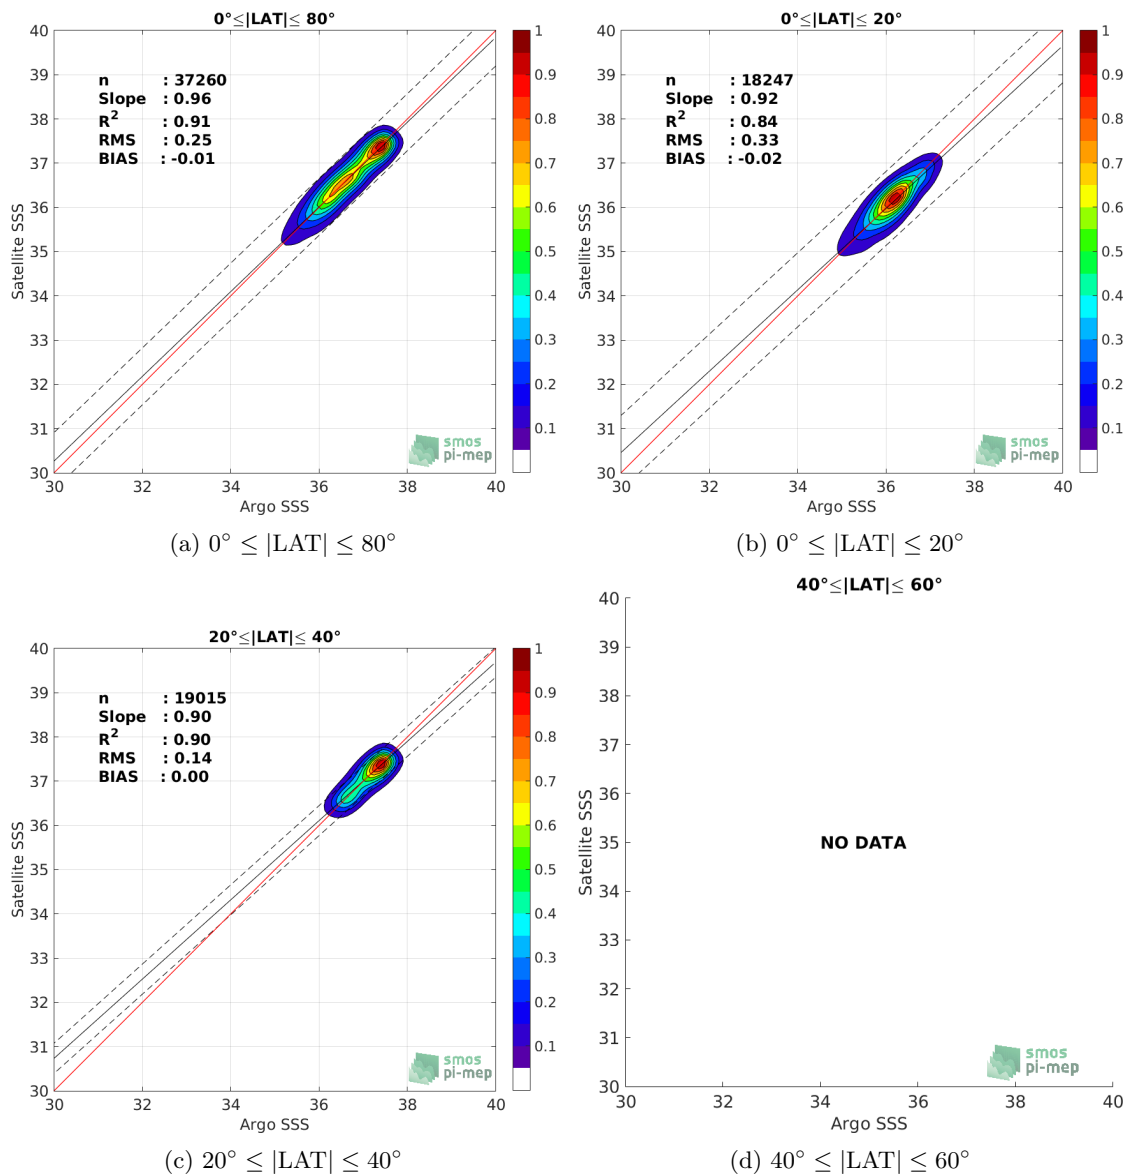 0°≤|LAT|≤ 80°
40
39
38
37
36
35
34
33
32
31
30
Satellite SSS
n : 37260
Slope : 0.96
R2 : 0.91
RMS : 0.25
BIAS : -0.01
smos
pi-mep
30 32 34 36 38 40
Argo SSS
1
0.9
0.8
0.7
0.6
0.5
0.4
0.3
0.2
0.1
(a) 0° ≤ |LAT| ≤ 80°
0°≤|LAT|≤ 20°
40
39
38
37
36
35
34
33
32
31
30
Satellite SSS
n : 18247
Slope : 0.92
R2 : 0.84
RMS : 0.33
BIAS : -0.02
smos
pi-mep
30 32 34 36 38 40
Argo SSS
1
0.9
0.8
0.7
0.6
0.5
0.4
0.3
0.2
0.1
(b) 0° ≤ |LAT| ≤ 20°
20°≤|LAT|≤ 40°
40
39
38
37
36
35
34
33
32
31
30
Satellite SSS
n : 19015
Slope : 0.90
R2 : 0.90
RMS : 0.14
BIAS : 0.00
smos
pi-mep
30 32 34 36 38 40
Argo SSS
1
0.9
0.8
0.7
0.6
0.5
0.4
0.3
0.2
0.1
(c) 20° ≤ |LAT| ≤ 40°
40°≤|LAT|≤ 60°
40
39
38
37
36
35
34
33
32
31
30
Satellite SSS
NO DATA
smos
pi-mep
30 32 34 36 38 40
Argo SSS
(d) 40° ≤ |LAT| ≤ 60°